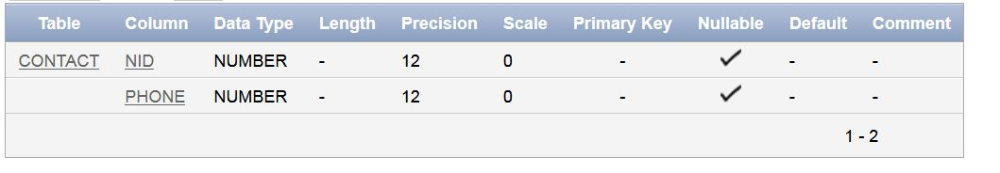 Table Column Data Type Length Precision Scale Primary Key Nullable Default Comment
CONTACT NID NUMBER - 12 0 - ✓ - -
PHONE NUMBER - 12 0 - ✓ - -
1 - 2